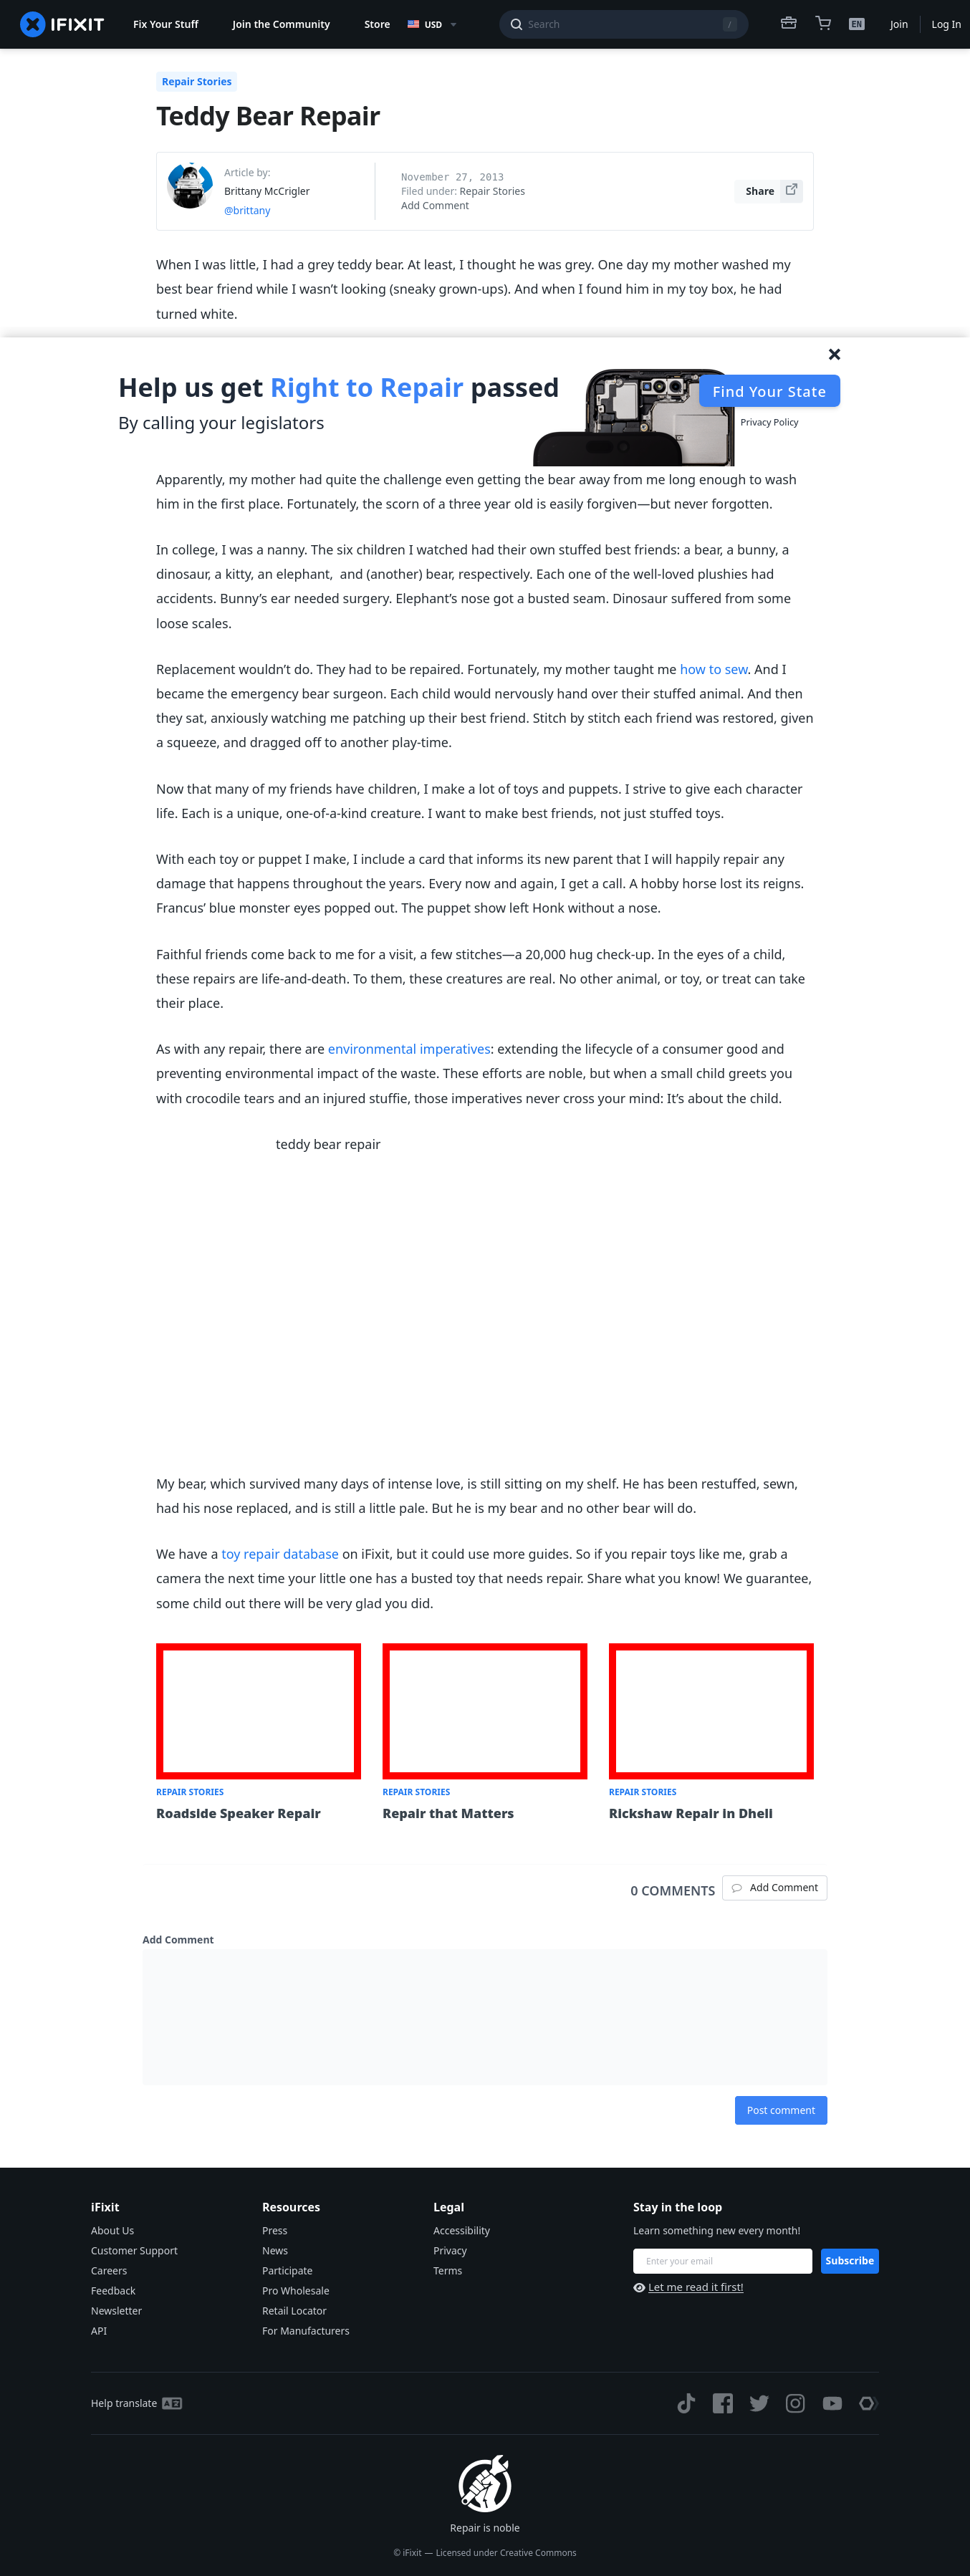 IFIXIT
Fix Your Stuff
Join the Community
Store
USD
Search
/
EN
Join
Log In
Repair Stories
Teddy Bear Repair
Article by:
Brittany McCrigler
@brittany
November 27, 2013
Filed under: Repair Stories
Add Comment
Share
When I was little, I had a grey teddy bear. At least, I thought he was grey. One day my mother washed my
best bear friend while I wasn’t looking (sneaky grown-ups). And when I found him in my toy box, he had
turned white.
Help us get Right to Repair passed
By calling your legislators
Find Your State
Privacy Policy
Apparently, my mother had quite the challenge even getting the bear away from me long enough to wash
him in the first place. Fortunately, the scorn of a three year old is easily forgiven—but never forgotten.
In college, I was a nanny. The six children I watched had their own stuffed best friends: a bear, a bunny, a
dinosaur, a kitty, an elephant,  and (another) bear, respectively. Each one of the well-loved plushies had
accidents. Bunny’s ear needed surgery. Elephant’s nose got a busted seam. Dinosaur suffered from some
loose scales.
Replacement wouldn’t do. They had to be repaired. Fortunately, my mother taught me how to sew. And I
became the emergency bear surgeon. Each child would nervously hand over their stuffed animal. And then
they sat, anxiously watching me patching up their best friend. Stitch by stitch each friend was restored, given
a squeeze, and dragged off to another play-time.
Now that many of my friends have children, I make a lot of toys and puppets. I strive to give each character
life. Each is a unique, one-of-a-kind creature. I want to make best friends, not just stuffed toys.
With each toy or puppet I make, I include a card that informs its new parent that I will happily repair any
damage that happens throughout the years. Every now and again, I get a call. A hobby horse lost its reigns.
Francus’ blue monster eyes popped out. The puppet show left Honk without a nose.
Faithful friends come back to me for a visit, a few stitches—a 20,000 hug check-up. In the eyes of a child,
these repairs are life-and-death. To them, these creatures are real. No other animal, or toy, or treat can take
their place.
As with any repair, there are environmental imperatives: extending the lifecycle of a consumer good and
preventing environmental impact of the waste. These efforts are noble, but when a small child greets you
with crocodile tears and an injured stuffie, those imperatives never cross your mind: It’s about the child.
teddy bear repair
My bear, which survived many days of intense love, is still sitting on my shelf. He has been restuffed, sewn,
had his nose replaced, and is still a little pale. But he is my bear and no other bear will do.
We have a toy repair database on iFixit, but it could use more guides. So if you repair toys like me, grab a
camera the next time your little one has a busted toy that needs repair. Share what you know! We guarantee,
some child out there will be very glad you did.
REPAIR STORIES
Roadside Speaker Repair
REPAIR STORIES
Repair that Matters
REPAIR STORIES
Rickshaw Repair in Dheli
0 COMMENTS
Add Comment
Add Comment
Post comment
iFixit
About Us
Customer Support
Careers
Feedback
Newsletter
API
Resources
Press
News
Participate
Pro Wholesale
Retail Locator
For Manufacturers
Legal
Accessibility
Privacy
Terms
Stay in the loop
Learn something new every month!
Enter your email
Subscribe
Let me read it first!
Help translate
Repair is noble
© iFixit — Licensed under Creative Commons